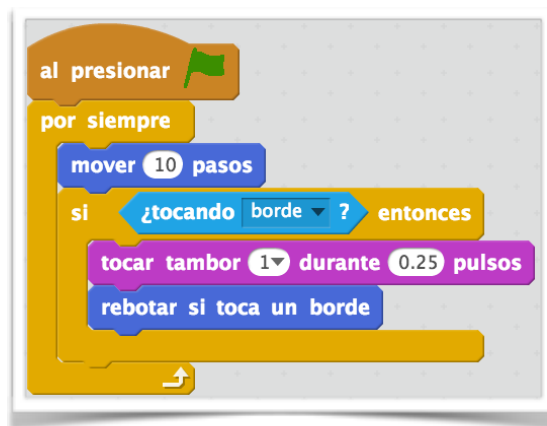 al presionar
por siempre
mover 10 pasos
si ¿tocando borde ? entonces
tocar tambor 1 durante 0.25 pulsos
rebotar si toca un borde